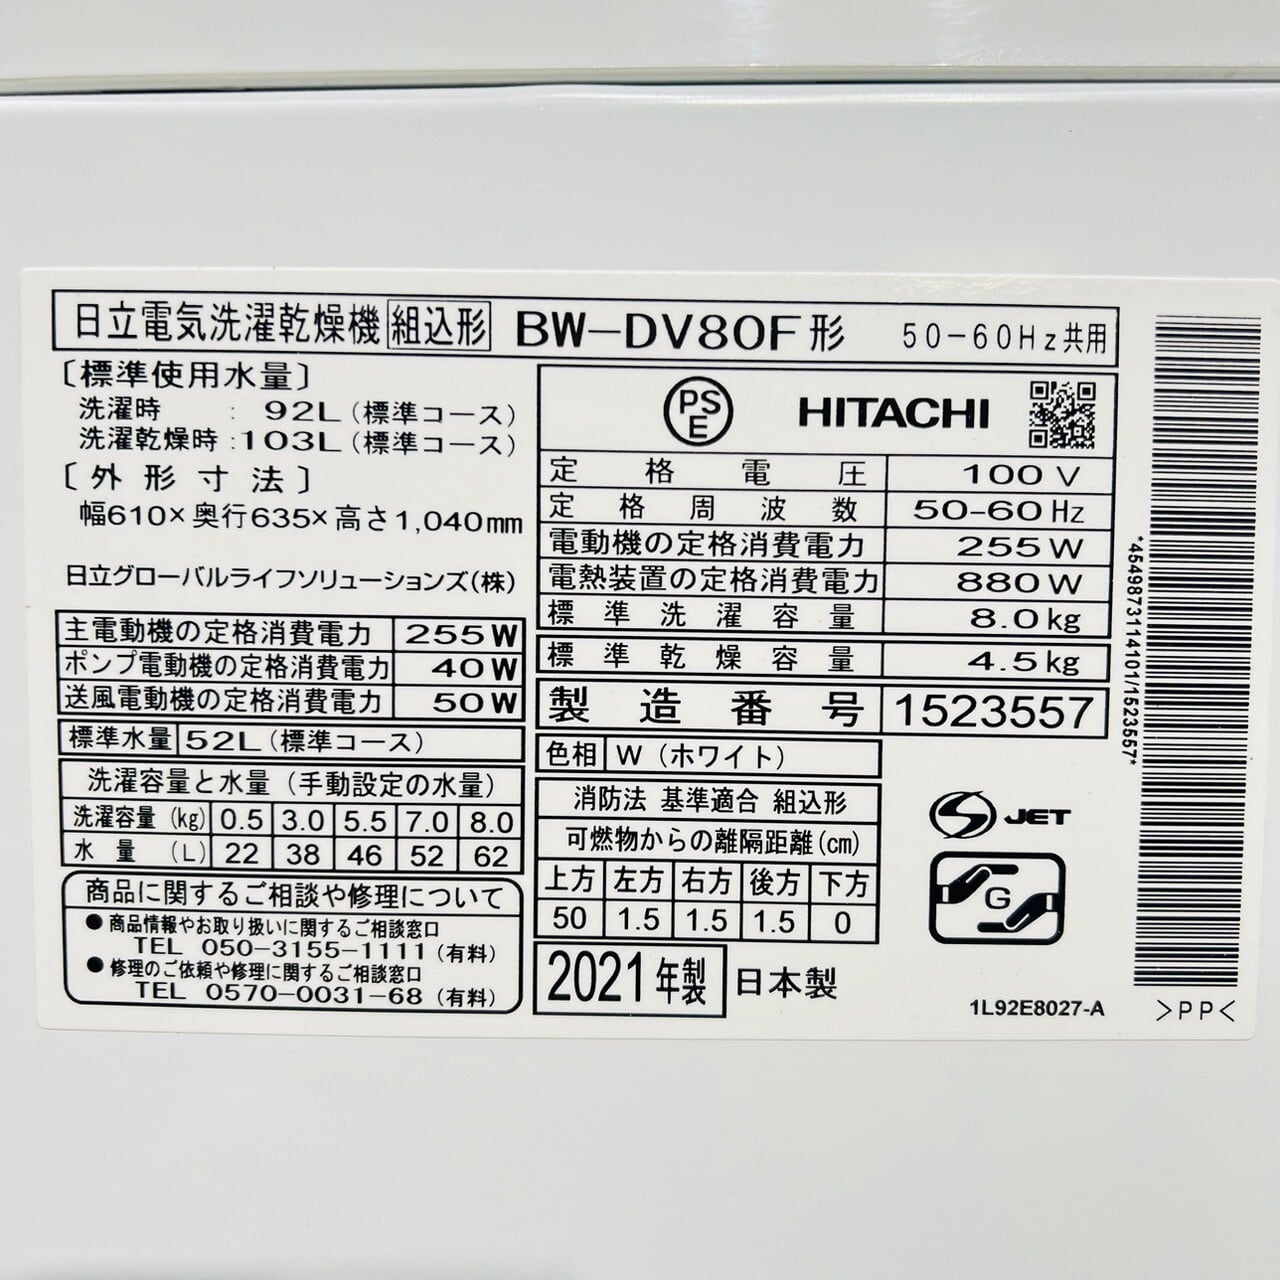 日立電気洗濯乾燥機 組込形 BW-DV80F形 50-60Hz共用
〔標準使用水量〕
洗濯時 : 92L(標準コース)
洗濯乾燥時:103L(標準コース)
〔外形寸法〕
幅610×奥行635×高さ1,040mm
日立グローバルライフソリューションズ(株)
主電動機の定格消費電力 255W
ポンプ電動機の定格消費電力 40W
送風電動機の定格消費電力 50W
標準水量 52L(標準コース)
洗濯容量と水量(手動設定の水量)
洗濯容量(kg) 0.5 3.0 5.5 7.0 8.0
水量(L) 22 38 46 52 62
商品に関するご相談や修理について
●商品情報やお取り扱いに関するご相談窓口
TEL 050-3155-1111(有料)
●修理のご依頼や修理に関するご相談窓口
TEL 0570-0031-68(有料)
PSE HITACHI
定格電圧 100V
定格周波数 50-60Hz
電動機の定格消費電力 255W
電熱装置の定格消費電力 880W
標準洗濯容量 8.0kg
標準乾燥容量 4.5kg
製造番号 1523557
色相 W(ホワイト)
消防法 基準適合 組込形
可燃物からの離隔距離(cm)
上方 左方 右方 後方 下方
50 1.5 1.5 1.5 0
2021年製 日本製
S JET
G
1L92E8027-A
*4549873114101/1523557*
>PP<